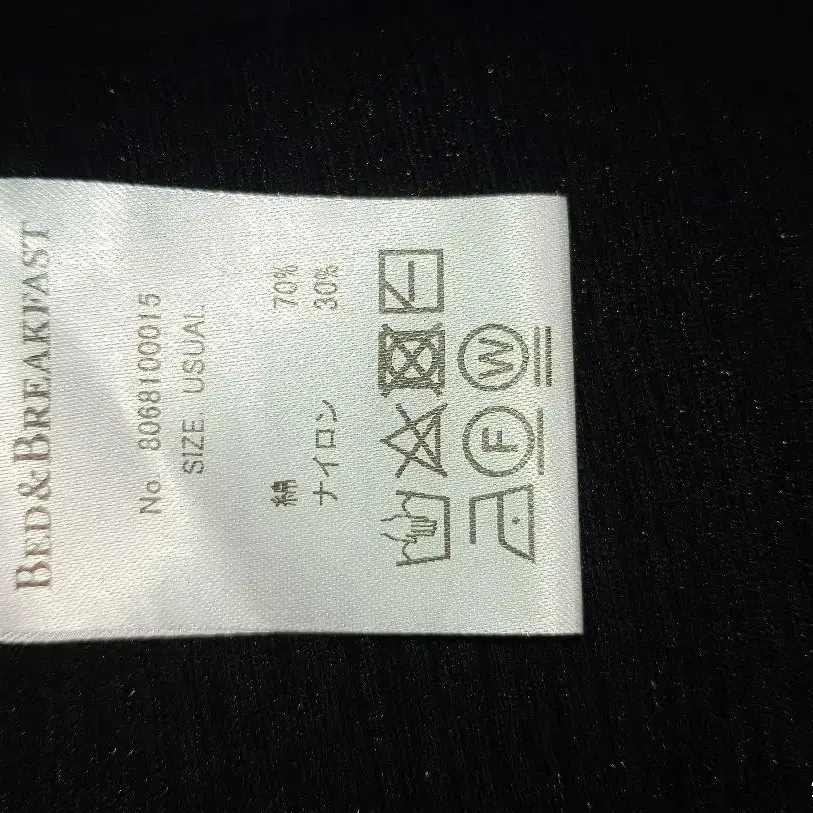 BED&BREAKFAST
No. 8068100015
SIZE USUAL
綿 70%
ナイロン 30%
F W